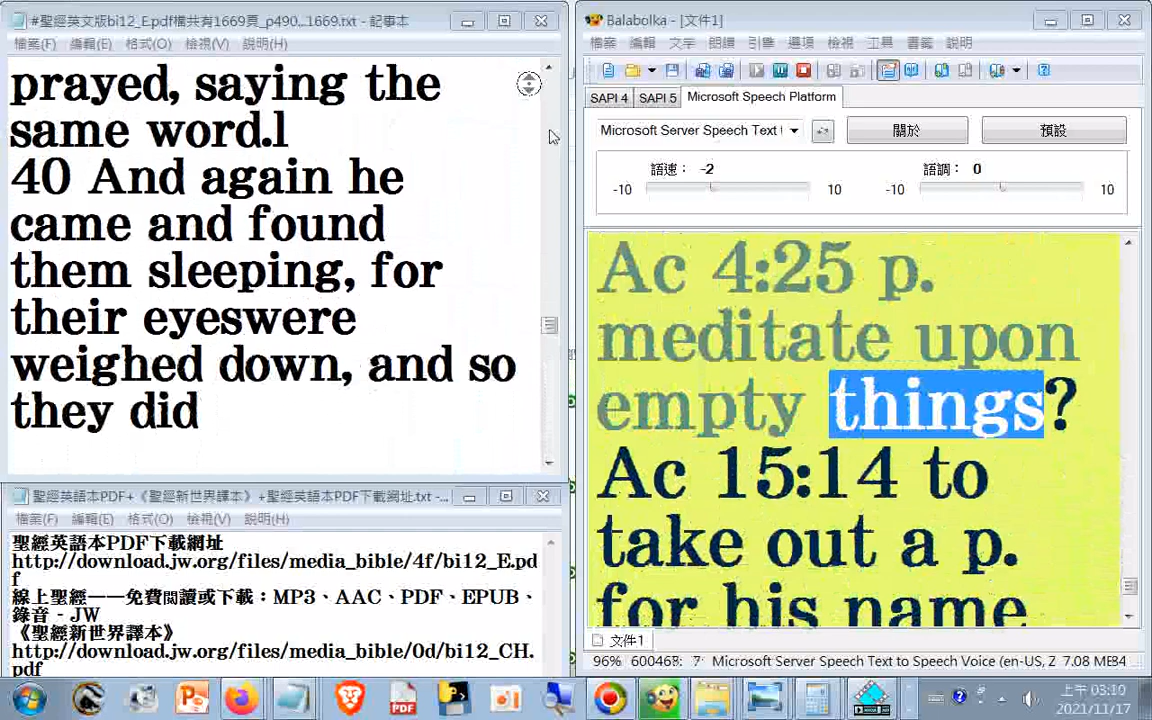 #聖經英文版bi12_E.pdf檔共有1669頁_p490,..1669.txt - 記事本
檔案(F) 編輯(E) 格式(O) 檢視(V) 說明(H)
prayed, saying the
same word.l
40 And again he
came and found
them sleeping, for
their eyeswere
weighed down, and so
they did
聖經英語本PDF+《聖經新世界譯本》+聖經英語本PDF下載網址.txt - ...
檔案(F) 編輯(E) 格式(O) 檢視(V) 說明(H)
聖經英語本PDF下載網址
http://download.jw.org/files/media_bible/4f/bi12_E.pd
f
線上聖經──免費閱讀或下載：MP3、AAC、PDF、EPUB、
錄音 - JW
《聖經新世界譯本》
http://download.jw.org/files/media_bible/0d/bi12_CH.
pdf
Balabolka - [文件1]
檔案 編輯 文字 朗讀 引擎 選項 檢視 工具 書籤 說明
SAPI 4 SAPI 5 Microsoft Speech Platform
Microsoft Server Speech Text 關於 預設
語速： -2 語調： 0
-10 10 -10 10
Ac 4:25 p.
meditate upon
empty things?
Ac 15:14 to
take out a p.
for his name
文件1
96% 600468: 7 Microsoft Server Speech Text to Speech Voice (en-US, Z 7.08 MB
上午 03:10
2021/11/17